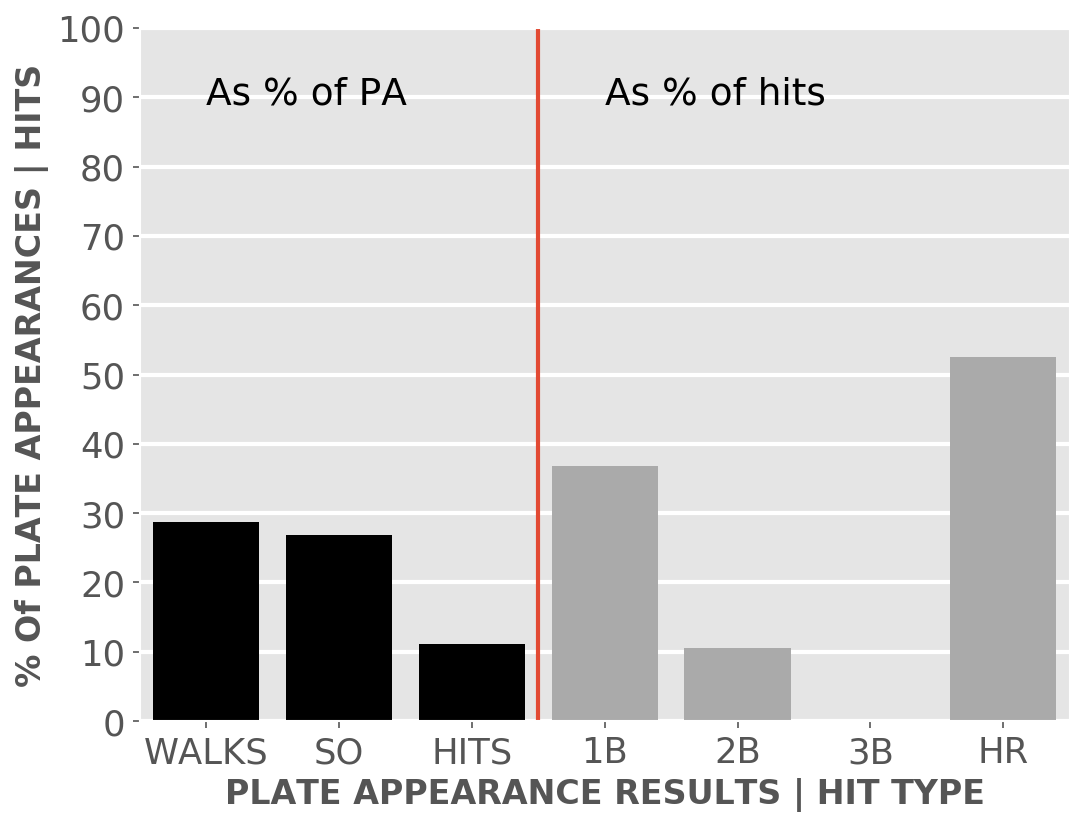 % Of PLATE APPEARANCES | HITS
100
90
80
70
60
50
40
30
20
10
0
As % of PA
As % of hits
WALKS SO HITS 1B 2B 3B HR
PLATE APPEARANCE RESULTS | HIT TYPE